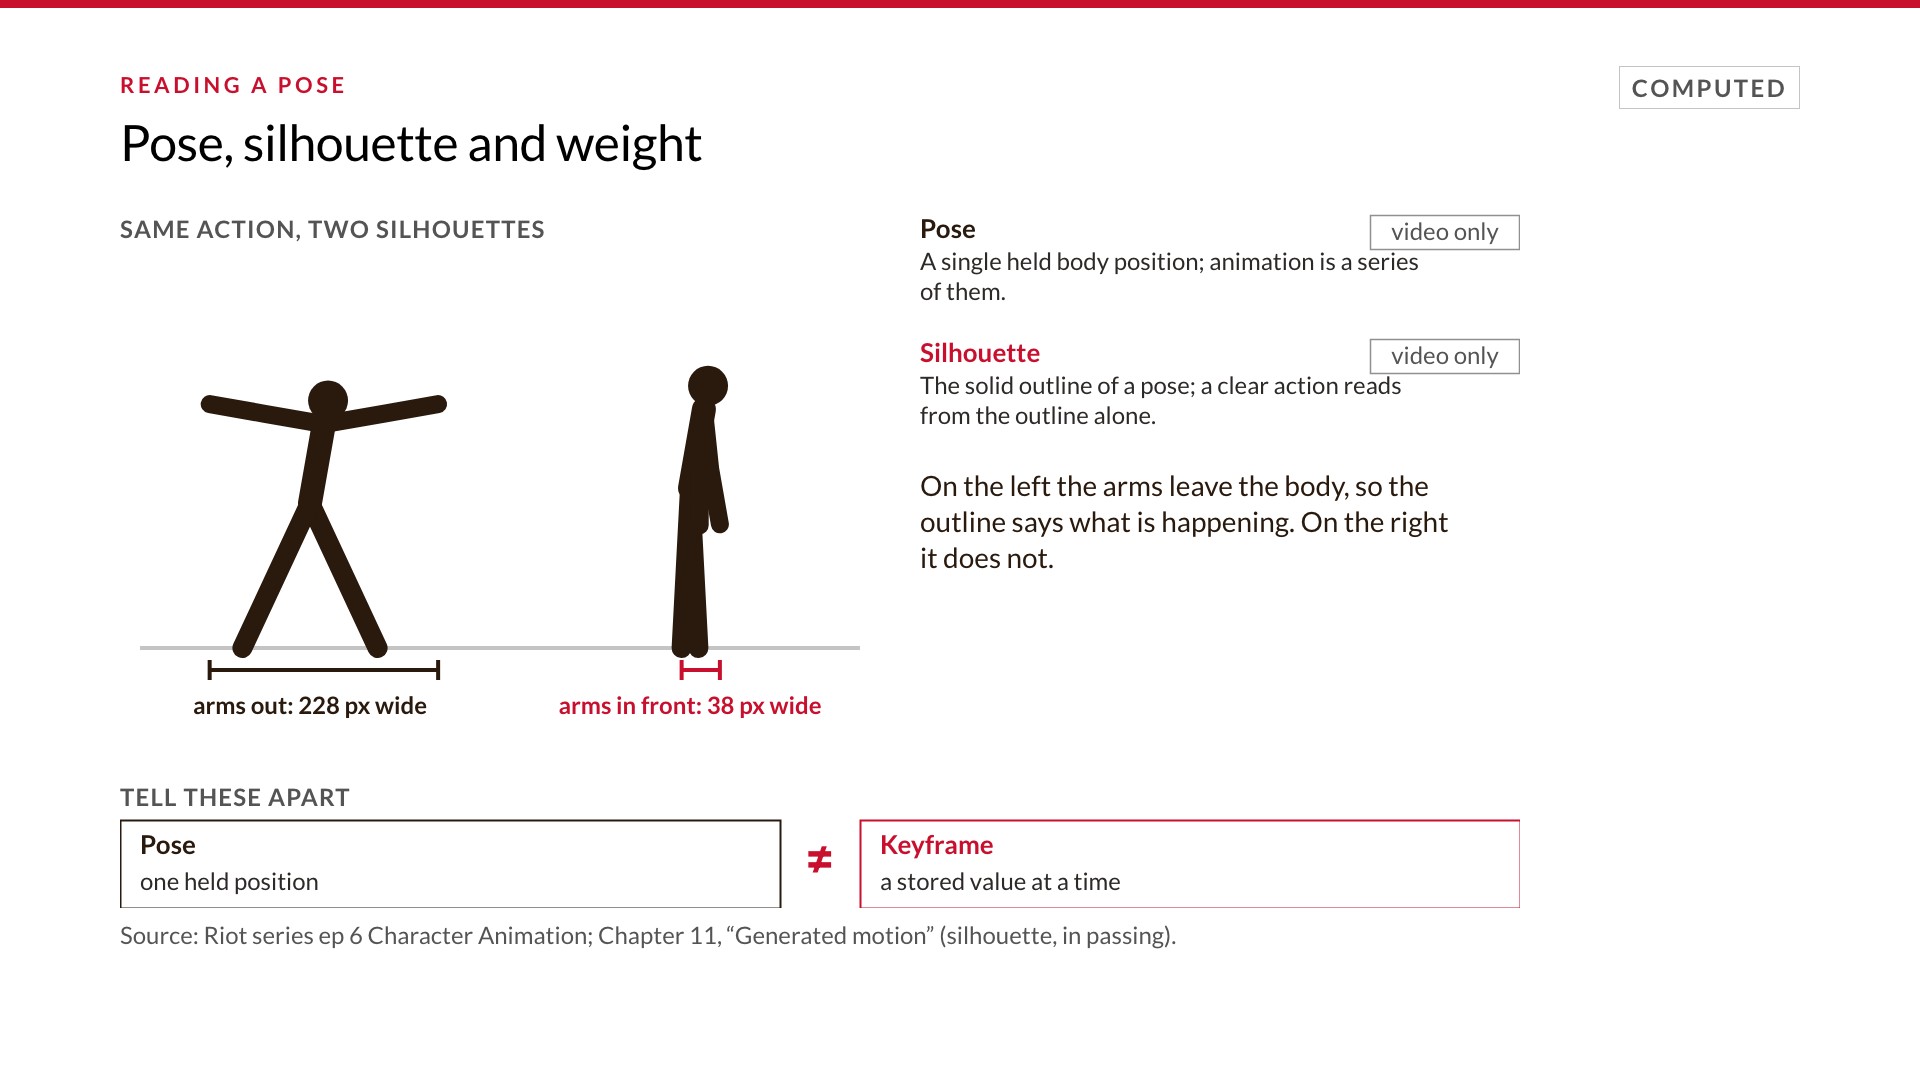 READING A POSE
COMPUTED
Pose, silhouette and weight
SAME ACTION, TWO SILHOUETTES
arms out: 228 px wide
arms in front: 38 px wide
Pose
video only
A single held body position; animation is a series
of them.
Silhouette
video only
The solid outline of a pose; a clear action reads
from the outline alone.
On the left the arms leave the body, so the
outline says what is happening. On the right
it does not.
TELL THESE APART
Pose
one held position
≠
Keyframe
a stored value at a time
Source: Riot series ep 6 Character Animation; Chapter 11, “Generated motion” (silhouette, in passing).